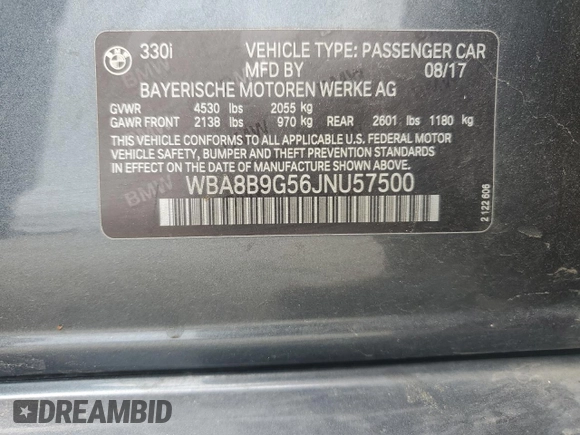 330i VEHICLE TYPE: PASSENGER CAR
MFD BY 08/17
BAYERISCHE MOTOREN WERKE AG
GVWR 4530 lbs 2055 kg
GAWR FRONT 2138 lbs 970 kg REAR 2601 lbs 1180 kg
THIS VEHICLE CONFORMS TO ALL APPLICABLE U.S. FEDERAL MOTOR
VEHICLE SAFETY, BUMPER, AND THEFT PREVENTION STANDARDS
IN EFFECT ON THE DATE OF MANUFACTURE SHOWN ABOVE.
WBA8B9G56JNU57500
2 122 606
DREAMBID